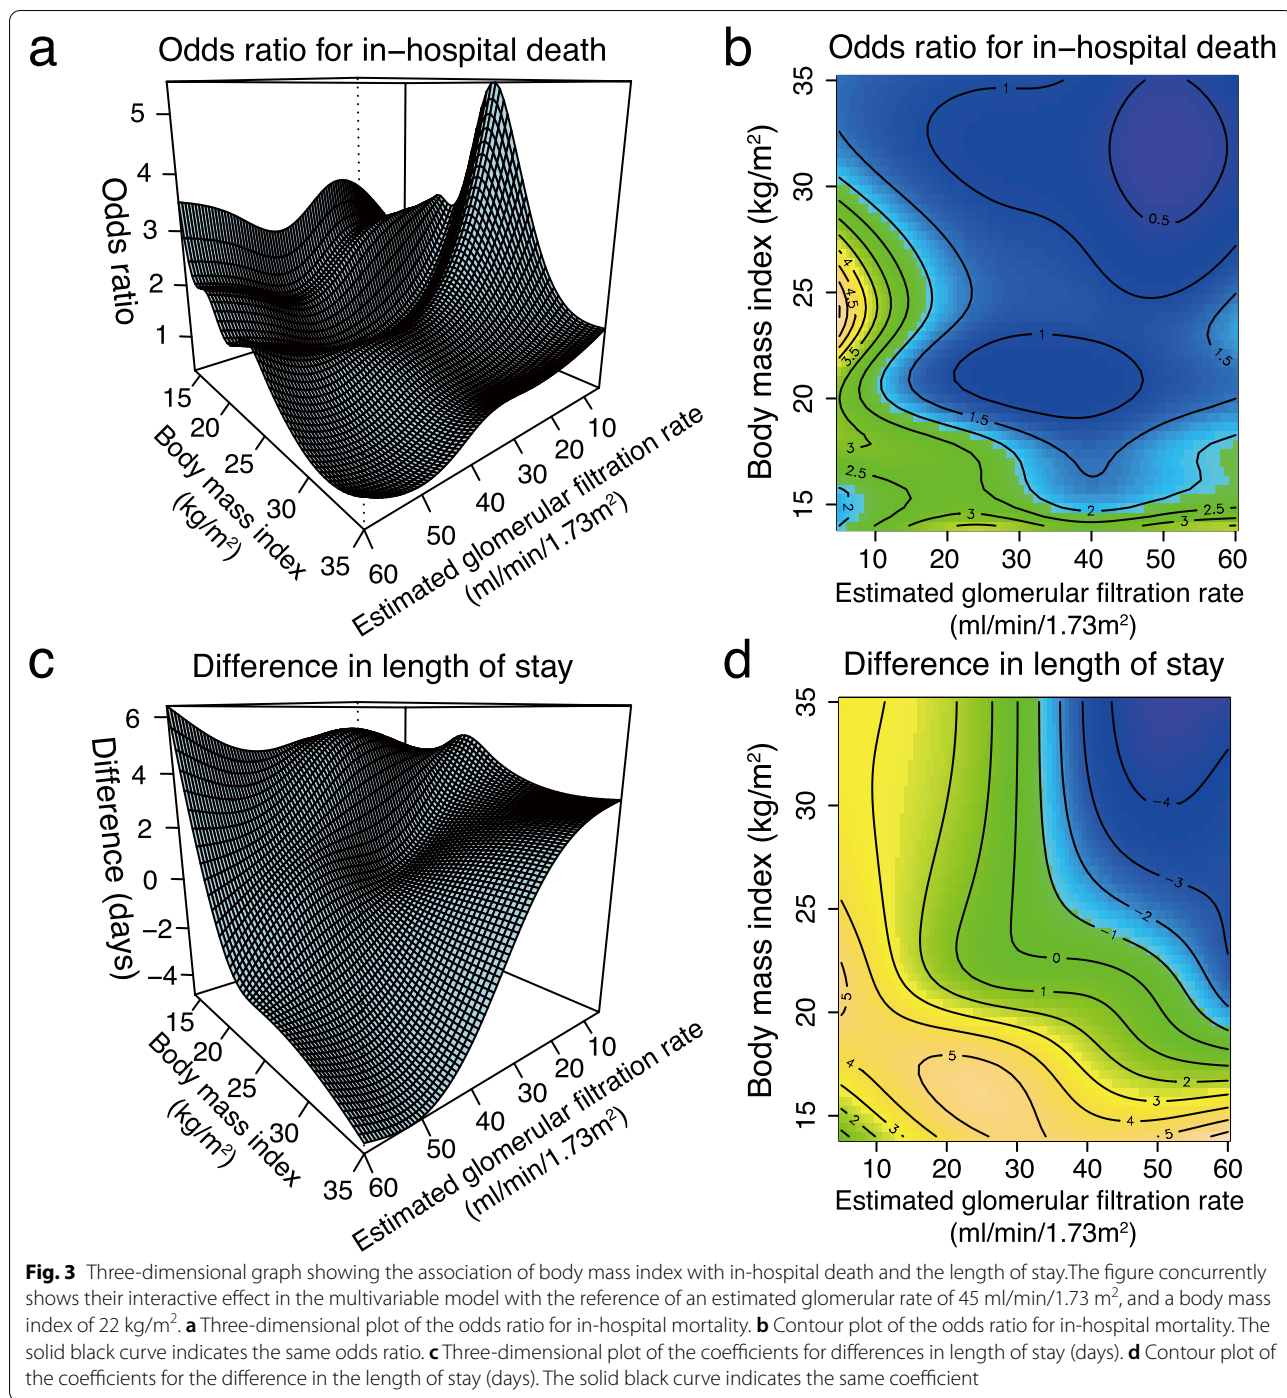 a
Odds ratio for in−hospital death
5
4
3
2
1
Odds ratio
15
20
25
30
35
Body mass index
(kg/m²)
60
50
40
30
20
10
Estimated glomerular filtration rate
(ml/min/1.73m²)
b
Odds ratio for in−hospital death
35
30
25
20
15
Body mass index (kg/m²)
1
0.5
4
4.5
3.5
1
1.5
1.5
3
2.5
2
3
2
2.5
3
10 20 30 40 50 60
Estimated glomerular filtration rate
(ml/min/1.73m²)
c
Difference in length of stay
6
4
2
0
−2
−4
Difference (days)
15
20
25
30
35
Body mass index
(kg/m²)
60
50
40
30
20
10
Estimated glomerular filtration rate
(ml/min/1.73m²)
d
Difference in length of stay
35
30
25
20
15
Body mass index (kg/m²)
−4
−3
−2
−1
0
1
5
5
2
3
4
4
3
2
5
10 20 30 40 50 60
Estimated glomerular filtration rate
(ml/min/1.73m²)
Fig. 3 Three-dimensional graph showing the association of body mass index with in-hospital death and the length of stay.The figure concurrently
shows their interactive effect in the multivariable model with the reference of an estimated glomerular rate of 45 ml/min/1.73 m², and a body mass
index of 22 kg/m². a Three-dimensional plot of the odds ratio for in-hospital mortality. b Contour plot of the odds ratio for in-hospital mortality. The
solid black curve indicates the same odds ratio. c Three-dimensional plot of the coefficients for differences in length of stay (days). d Contour plot of
the coefficients for the difference in the length of stay (days). The solid black curve indicates the same coefficient